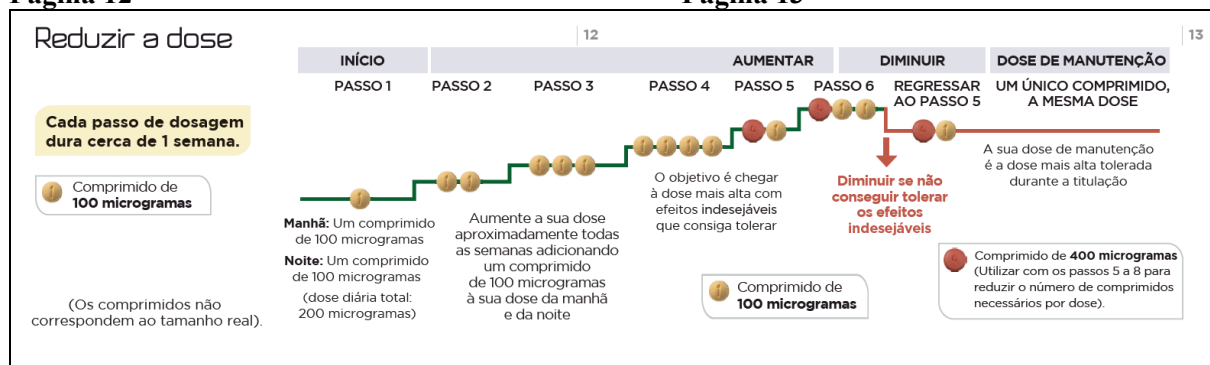 Página 12
Página 13
Reduzir a dose
12
13
INÍCIO
AUMENTAR
DIMINUIR
DOSE DE MANUTENÇÃO
PASSO 1
PASSO 2
PASSO 3
PASSO 4
PASSO 5
PASSO 6
REGRESSAR
AO PASSO 5
UM ÚNICO COMPRIMIDO,
A MESMA DOSE
Cada passo de dosagem
dura cerca de 1 semana.
Comprimido de
100 microgramas
(Os comprimidos não
correspondem ao tamanho real).
Manhã: Um comprimido
de 100 microgramas
Noite: Um comprimido
de 100 microgramas
(dose diária total:
200 microgramas)
Aumente a sua dose
aproximadamente todas
as semanas adicionando
um comprimido
de 100 microgramas
à sua dose da manhã
e da noite
O objetivo é chegar
à dose mais alta com
efeitos indesejáveis
que consiga tolerar
Diminuir se não
conseguir tolerar
os efeitos
indesejáveis
A sua dose de manutenção
é a dose mais alta tolerada
durante a titulação
Comprimido de
100 microgramas
Comprimido de 400 microgramas
(Utilizar com os passos 5 a 8 para
reduzir o número de comprimidos
necessários por dose).